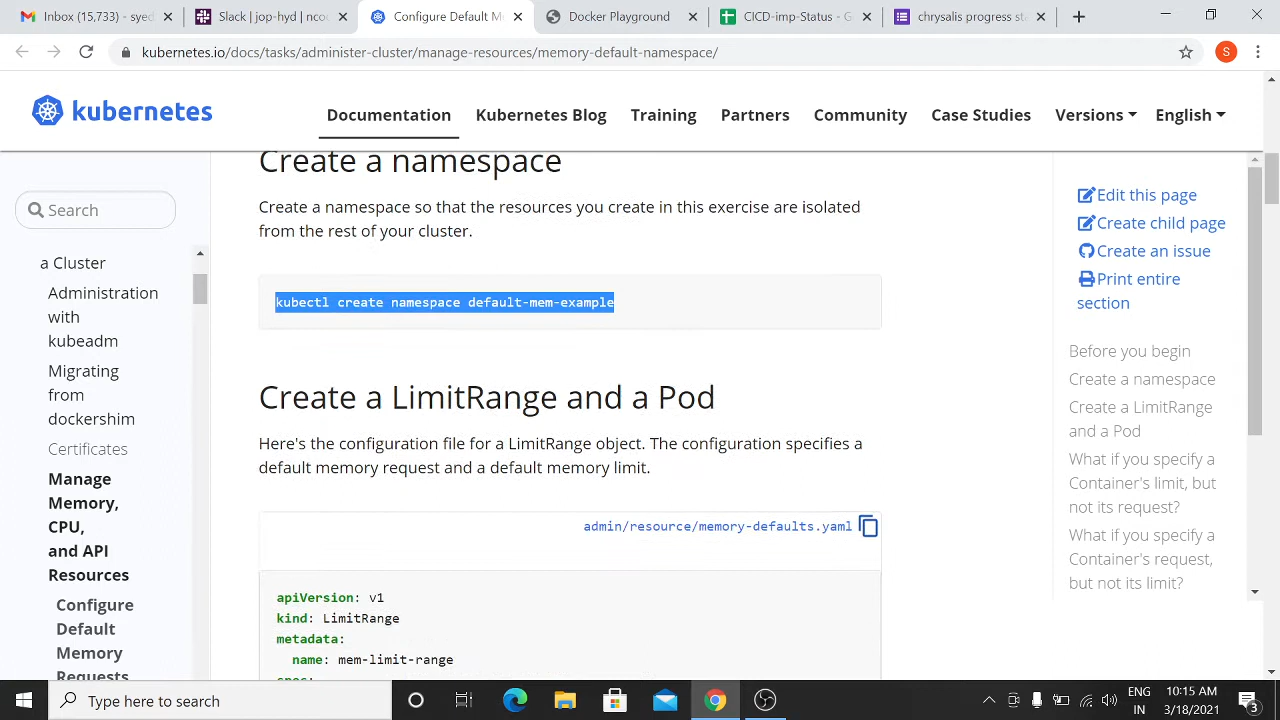 Inbox (15,733) - syed
Slack | jop-hyd | nco
Configure Default M
Docker Playground
CICD-imp-Status - G
chrysalis progress st
kubernetes.io/docs/tasks/administer-cluster/manage-resources/memory-default-namespace/
S
kubernetes
Documentation
Kubernetes Blog
Training
Partners
Community
Case Studies
Versions
English
Search
a Cluster
Administration
with
kubeadm
Migrating
from
dockershim
Certificates
Manage
Memory,
CPU,
and API
Resources
Configure
Default
Memory
Requests
Create a namespace
Create a namespace so that the resources you create in this exercise are isolated
from the rest of your cluster.
kubectl create namespace default-mem-example
Create a LimitRange and a Pod
Here's the configuration file for a LimitRange object. The configuration specifies a
default memory request and a default memory limit.
admin/resource/memory-defaults.yaml
apiVersion: v1
kind: LimitRange
metadata:
name: mem-limit-range
spec:
Edit this page
Create child page
Create an issue
Print entire
section
Before you begin
Create a namespace
Create a LimitRange
and a Pod
What if you specify a
Container's limit, but
not its request?
What if you specify a
Container's request,
but not its limit?
Type here to search
ENG
IN
10:15 AM
3/18/2021
3